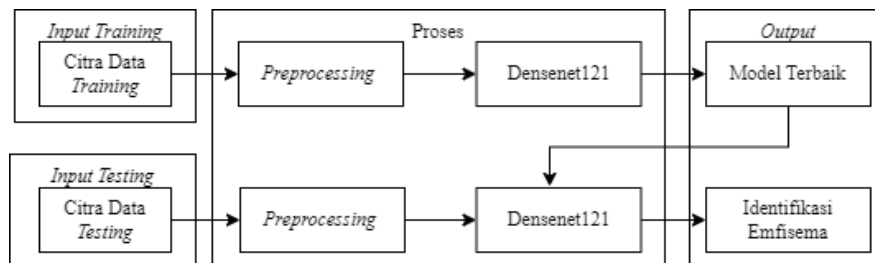 Input Training
Citra Data
Training
Proses
Preprocessing
Densenet121
Output
Model Terbaik
Input Testing
Citra Data
Testing
Preprocessing
Densenet121
Identifikasi
Emfisema